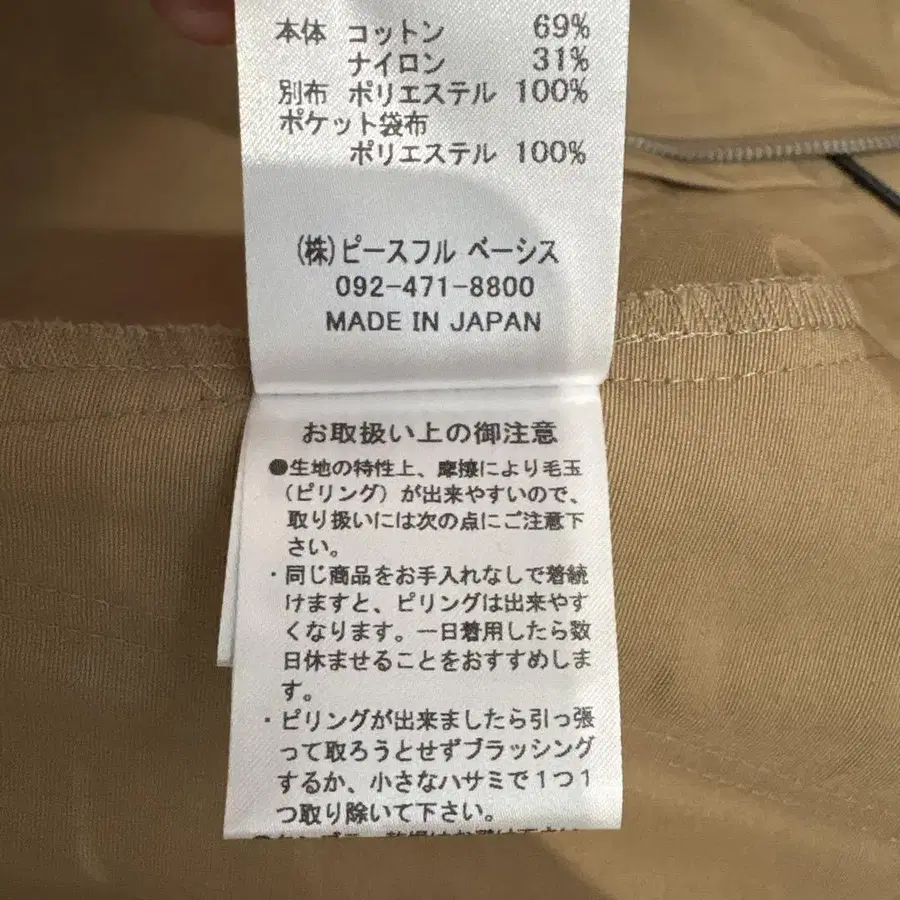 本体 コットン 69%
ナイロン 31%
別布 ポリエステル 100%
ポケット袋布
ポリエステル 100%
(株)ピースフル ベーシス
092-471-8800
MADE IN JAPAN
お取扱い上の御注意
●生地の特性上、摩擦により毛玉
(ピリング)が出来やすいので、
取り扱いには次の点にご注意下
さい。
・同じ商品をお手入れなしで着続
けますと、ピリングは出来やす
くなります。一日着用したら数
日休ませることをおすすめしま
す。
・ピリングが出来ましたら引っ張
って取ろうとせずブラッシング
するか、小さなハサミで1つ1
つ取り除いて下さい。